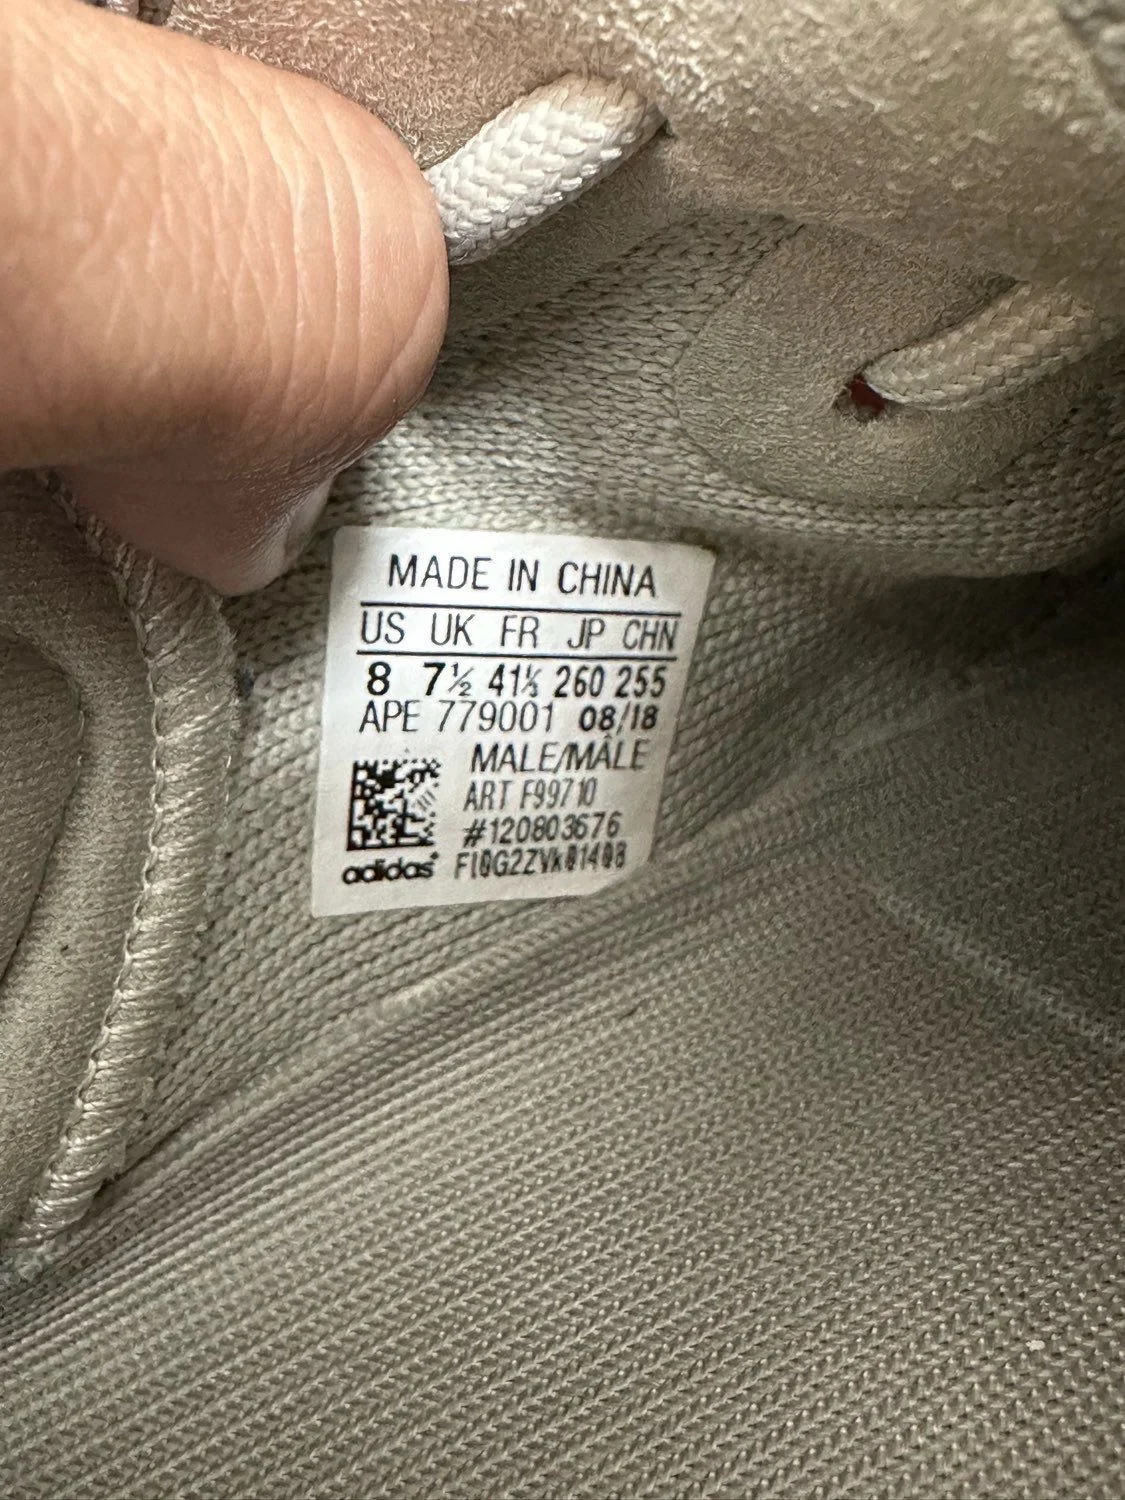 MADE IN CHINA
US UK FR JP CHN
8 7½ 41⅓ 260 255
APE 779001 08/18
MALE/MÂLE
ART F99710
#120803676
adidas